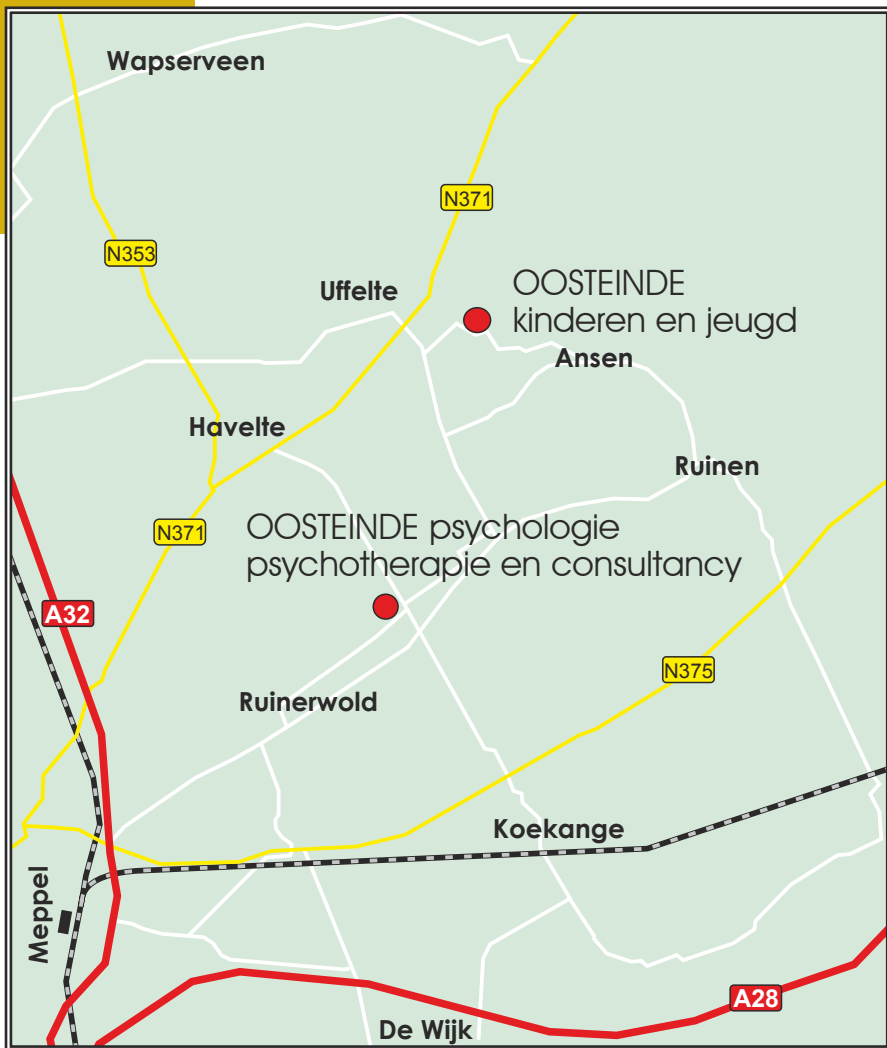 Wapserveen
N371
N353
Uffelte
OOSTEINDE
kinderen en jeugd
Ansen
Havelte
Ruinen
N371
OOSTEINDE psychologie
psychotherapie en consultancy
A32
N375
Ruinerwold
Koekange
Meppel
A28
De Wijk